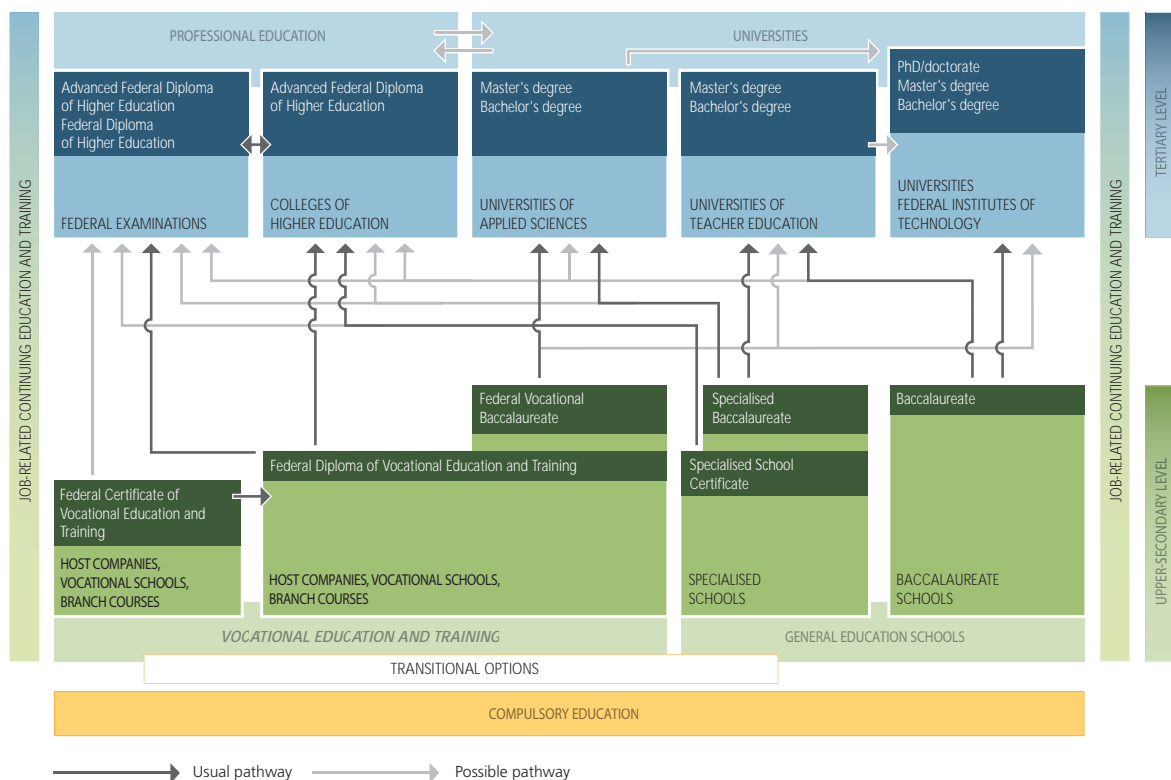 PROFESSIONAL EDUCATION
UNIVERSITIES
Advanced Federal Diploma
of Higher Education
Federal Diploma
of Higher Education
FEDERAL EXAMINATIONS
Advanced Federal Diploma
of Higher Education
COLLEGES OF
HIGHER EDUCATION
Master's degree
Bachelor's degree
UNIVERSITIES OF
APPLIED SCIENCES
Master's degree
Bachelor's degree
UNIVERSITIES OF
TEACHER EDUCATION
PhD/doctorate
Master's degree
Bachelor's degree
UNIVERSITIES
FEDERAL INSTITUTES OF
TECHNOLOGY
JOB-RELATED CONTINUING EDUCATION AND TRAINING
JOB-RELATED CONTINUING EDUCATION AND TRAINING
TERTIARY LEVEL
UPPER-SECONDARY LEVEL
Federal Vocational
Baccalaureate
Specialised
Baccalaureate
Baccalaureate
Federal Diploma of Vocational Education and Training
Specialised School
Certificate
Federal Certificate of
Vocational Education and
Training
HOST COMPANIES,
VOCATIONAL SCHOOLS,
BRANCH COURSES
HOST COMPANIES, VOCATIONAL SCHOOLS,
BRANCH COURSES
SPECIALISED
SCHOOLS
BACCALAUREATE
SCHOOLS
VOCATIONAL EDUCATION AND TRAINING
GENERAL EDUCATION SCHOOLS
TRANSITIONAL OPTIONS
COMPULSORY EDUCATION
Usual pathway
Possible pathway